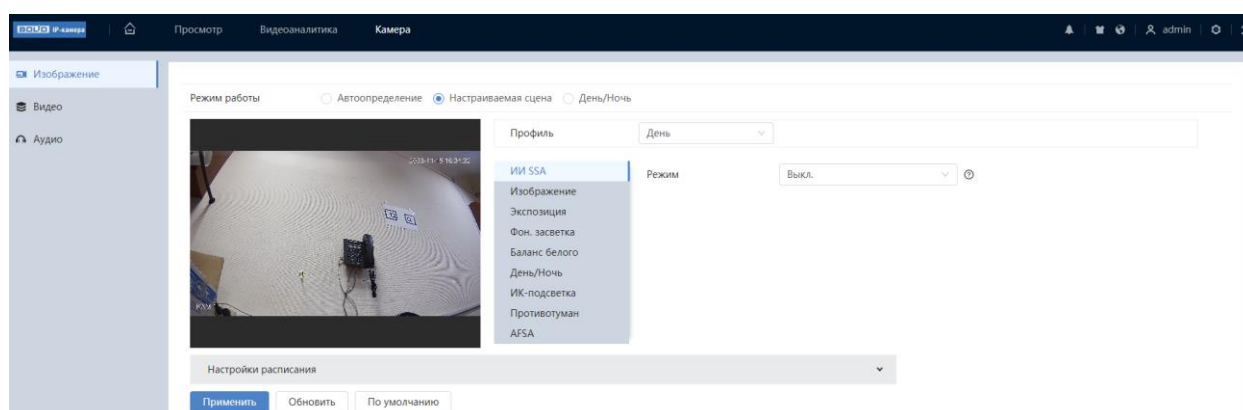 BOLID IP-камера
Просмотр Видеоаналитика Камера admin
Изображение
Видео
Аудио
Режим работы Автоопределение Настраиваемая сцена День/Ночь
Профиль День
ИИ SSA Режим Выкл.
Изображение
Экспозиция
Фон. засветка
Баланс белого
День/Ночь
ИК-подсветка
Противотуман
AFSA
Настройки расписания
Применить Обновить По умолчанию